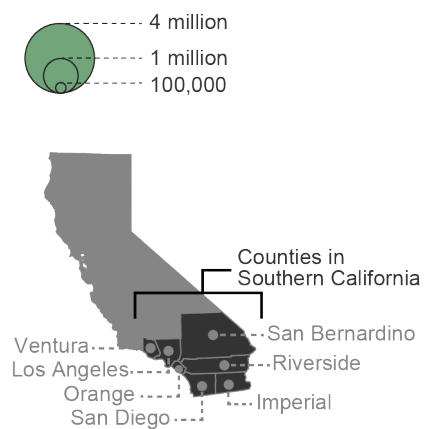 4 million
1 million
100,000
Counties in
Southern California
San Bernardino
Ventura
Riverside
Los Angeles
Orange
Imperial
San Diego